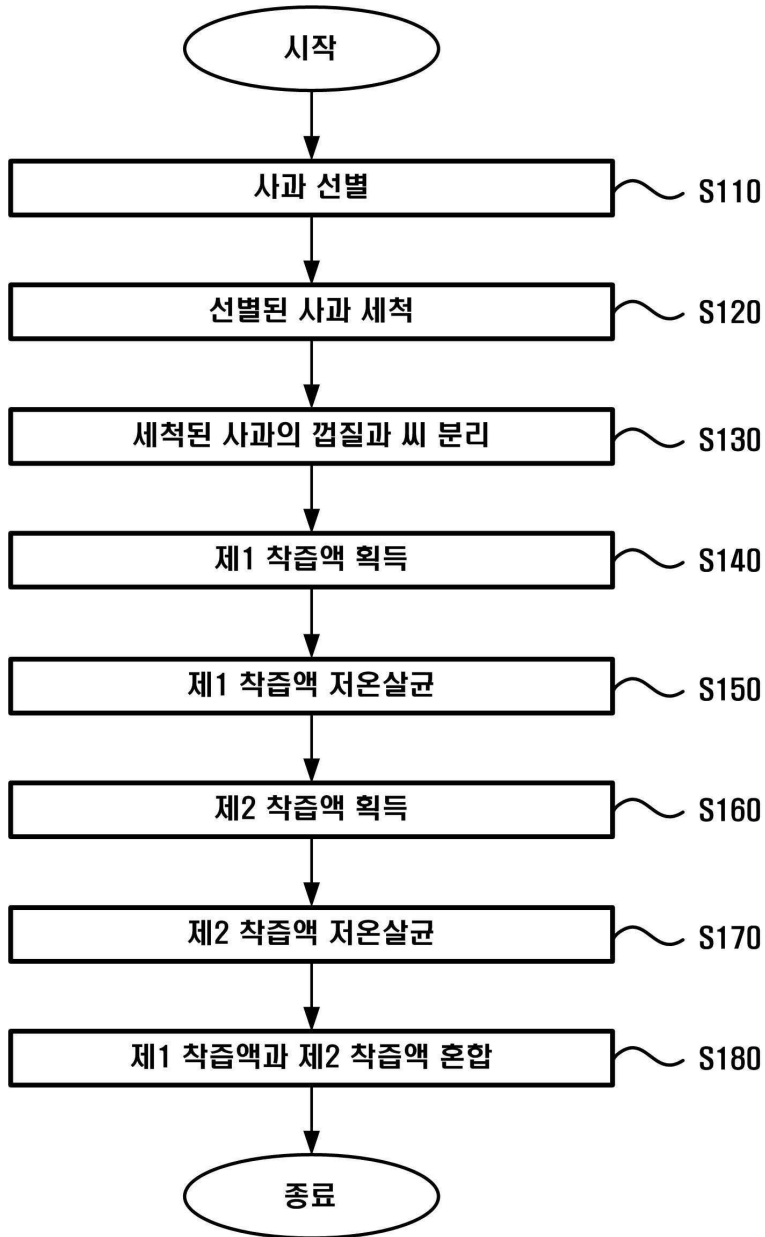 시작
사과 선별 S110
선별된 사과 세척 S120
세척된 사과의 껍질과 씨 분리 S130
제1 착즙액 획득 S140
제1 착즙액 저온살균 S150
제2 착즙액 획득 S160
제2 착즙액 저온살균 S170
제1 착즙액과 제2 착즙액 혼합 S180
종료